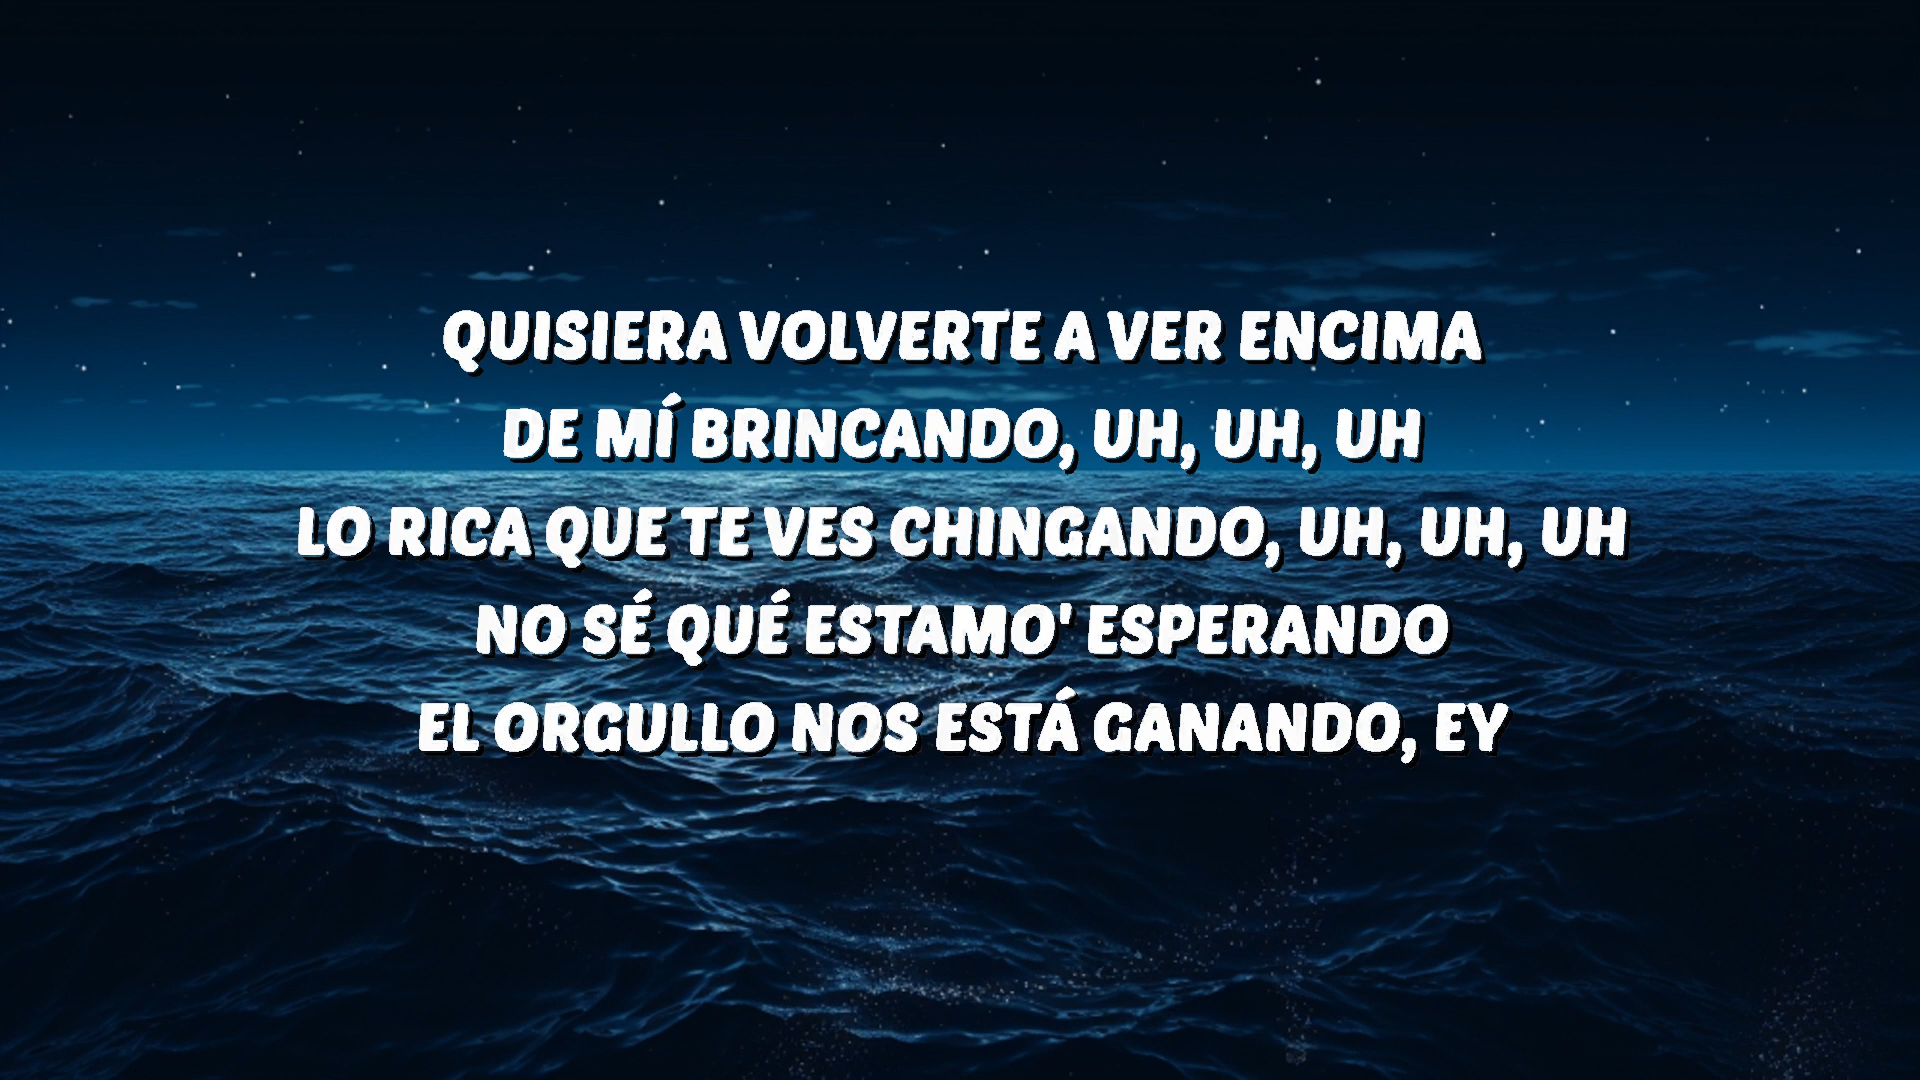 QUISIERA VOLVERTE A VER ENCIMA
DE MÍ BRINCANDO, UH, UH, UH
LO RICA QUE TE VES CHINGANDO, UH, UH, UH
NO SÉ QUÉ ESTAMO' ESPERANDO
EL ORGULLO NOS ESTÁ GANANDO, EY